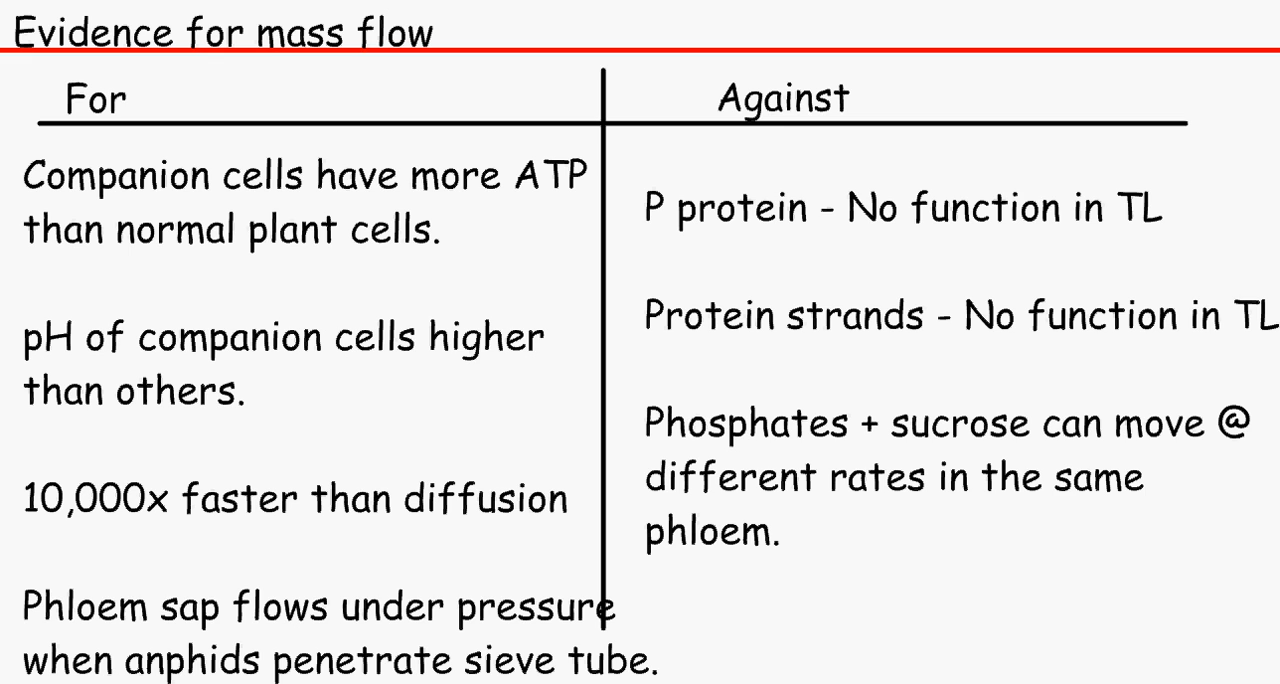 Evidence for mass flow
For
Against
Companion cells have more ATP
than normal plant cells.
pH of companion cells higher
than others.
10,000x faster than diffusion
Phloem sap flows under pressure
when anphids penetrate sieve tube.
P protein - No function in TL
Protein strands - No function in TL
Phosphates + sucrose can move @
different rates in the same
phloem.